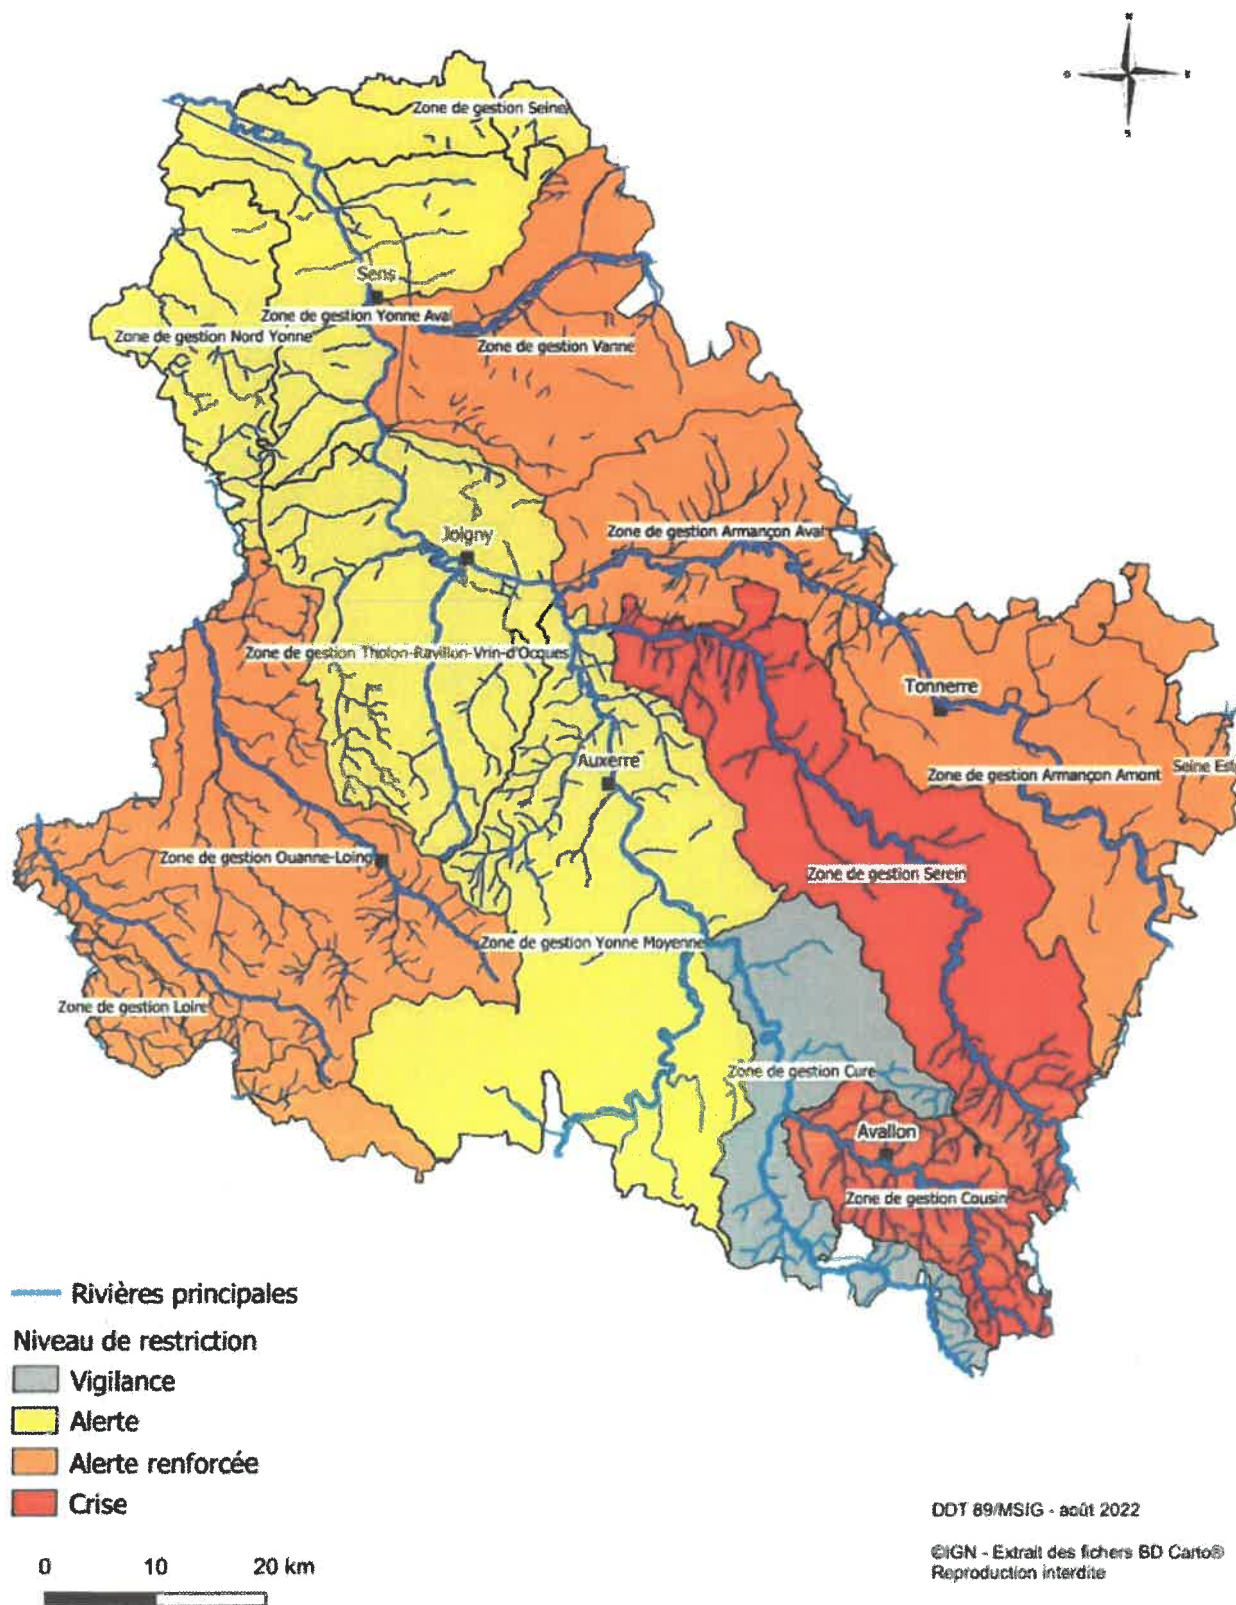 N
O
E
S
Zone de gestion Seine
Sens
Zone de gestion Yonne Aval
Zone de gestion Nord Yonne
Zone de gestion Vanne
Zone de gestion Armançon Aval
Joigny
Zone de gestion Tholon-Ravillon-Vrin-d'Ocques
Tonnerre
Auxerre
Zone de gestion Armançon Amont
Seine Est
Zone de gestion Ouanne-Loing
Zone de gestion Serein
Zone de gestion Yonne Moyenne
Zone de gestion Loire
Zone de gestion Cure
Avallon
Zone de gestion Cousin
Rivières principales
Niveau de restriction
Vigilance
Alerte
Alerte renforcée
Crise
0 10 20 km
DDT 89/MSIG - août 2022
©IGN - Extrait des fichers BD Carto®
Reproduction interdite